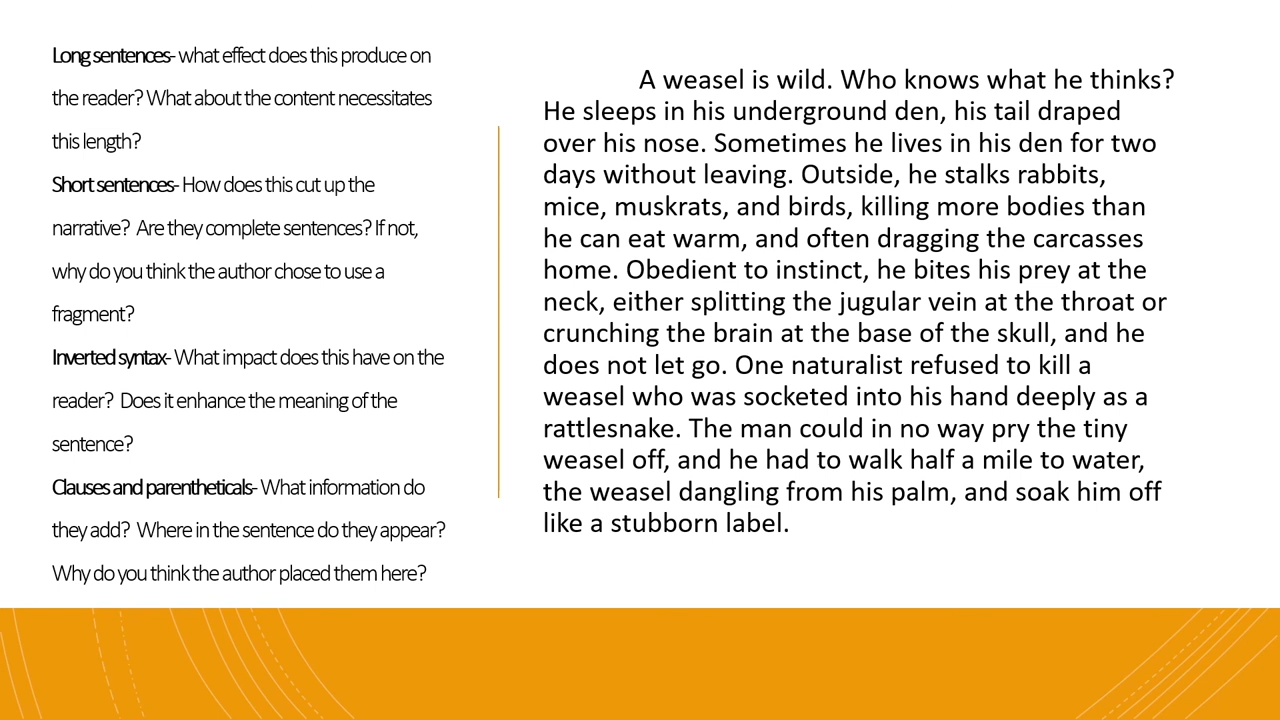 Long sentences- what effect does this produce on
the reader? What about the content necessitates
this length?
Short sentences- How does this cut up the
narrative? Are they complete sentences? If not,
why do you think the author chose to use a
fragment?
Inverted syntax- What impact does this have on the
reader? Does it enhance the meaning of the
sentence?
Clauses and parentheticals- What information do
they add? Where in the sentence do they appear?
Why do you think the author placed them here?
A weasel is wild. Who knows what he thinks?
He sleeps in his underground den, his tail draped
over his nose. Sometimes he lives in his den for two
days without leaving. Outside, he stalks rabbits,
mice, muskrats, and birds, killing more bodies than
he can eat warm, and often dragging the carcasses
home. Obedient to instinct, he bites his prey at the
neck, either splitting the jugular vein at the throat or
crunching the brain at the base of the skull, and he
does not let go. One naturalist refused to kill a
weasel who was socketed into his hand deeply as a
rattlesnake. The man could in no way pry the tiny
weasel off, and he had to walk half a mile to water,
the weasel dangling from his palm, and soak him off
like a stubborn label.